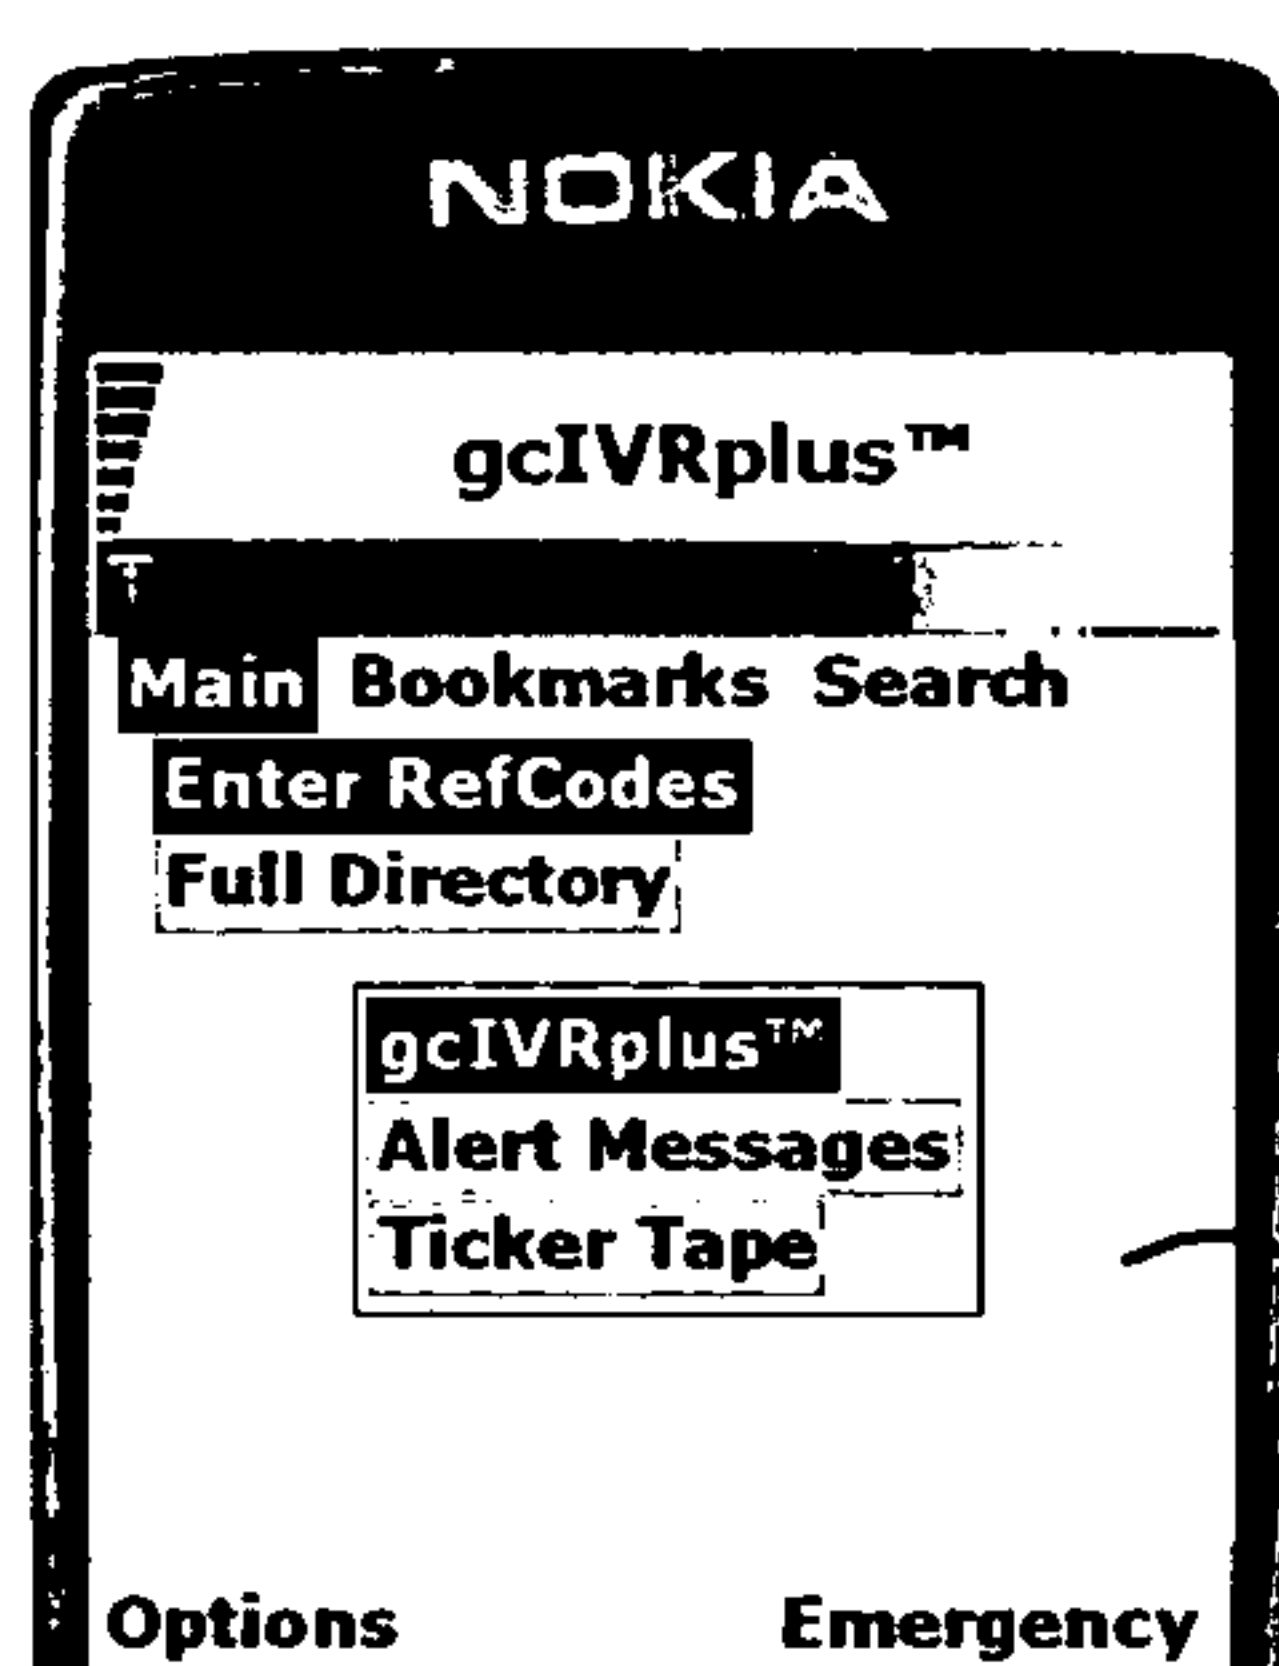 NOKIA
gcIVRplus™
Main Bookmarks Search
Enter RefCodes
Full Directory
gcIVRplus™
Alert Messages
Ticker Tape
Options Emergency